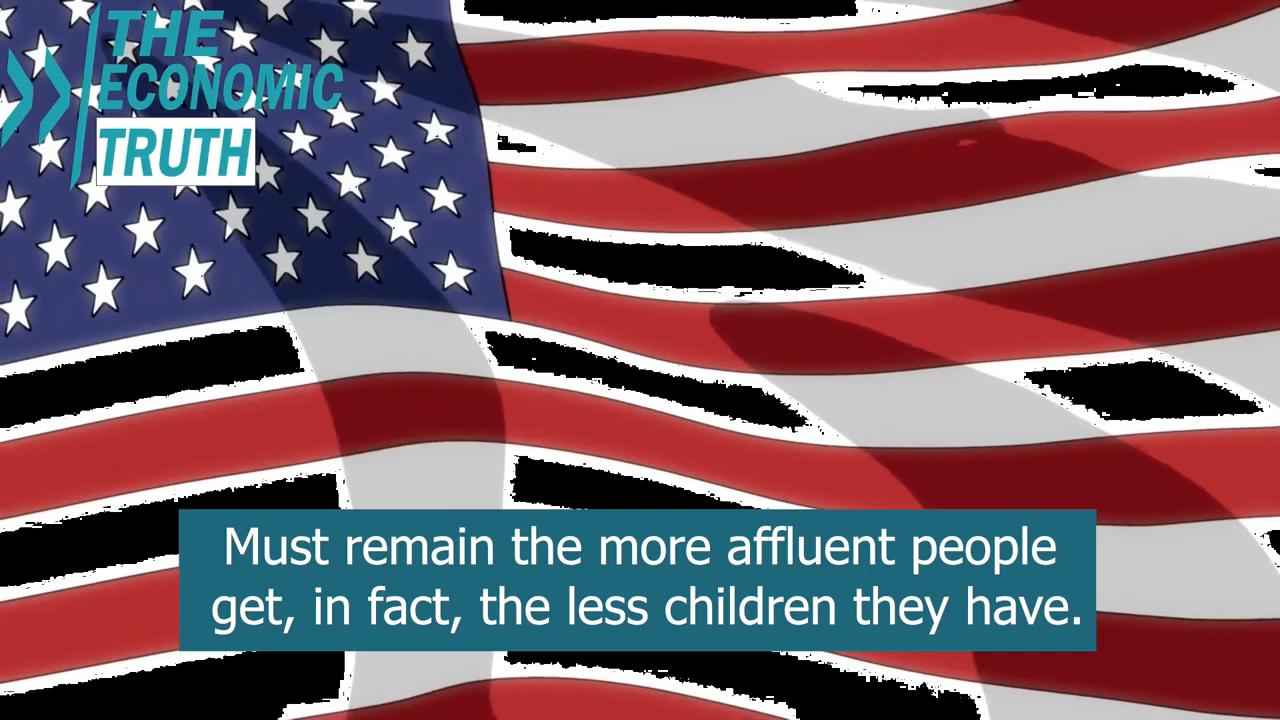 THE
ECONOMIC
TRUTH
Must remain the more affluent people
get, in fact, the less children they have.